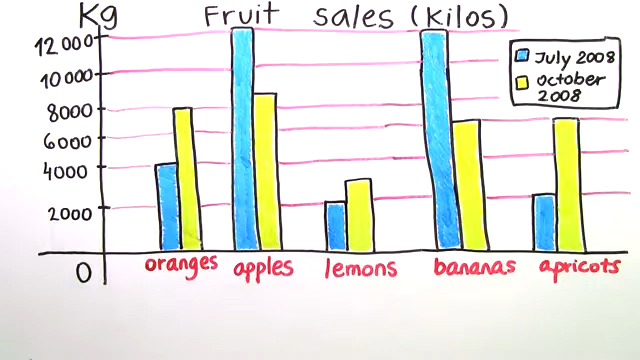 Kg Fruit sales (Kilos)
12 000
10 000
8000
6000
4000
2000
0
July 2008
October
2008
oranges apples lemons bananas apricots